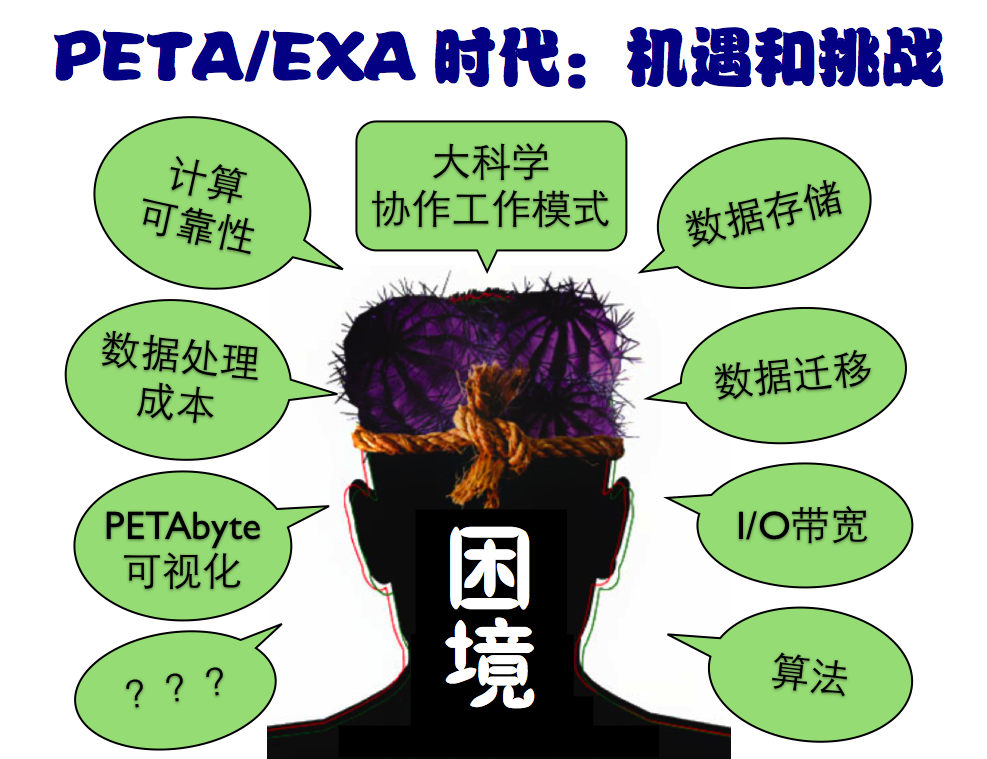 PETA/EXA 时代：机遇和挑战
计算
可靠性
大科学
协作工作模式
数据存储
数据处理
成本
数据迁移
PETAbyte
可视化
I/O带宽
？？？
算法
困
境